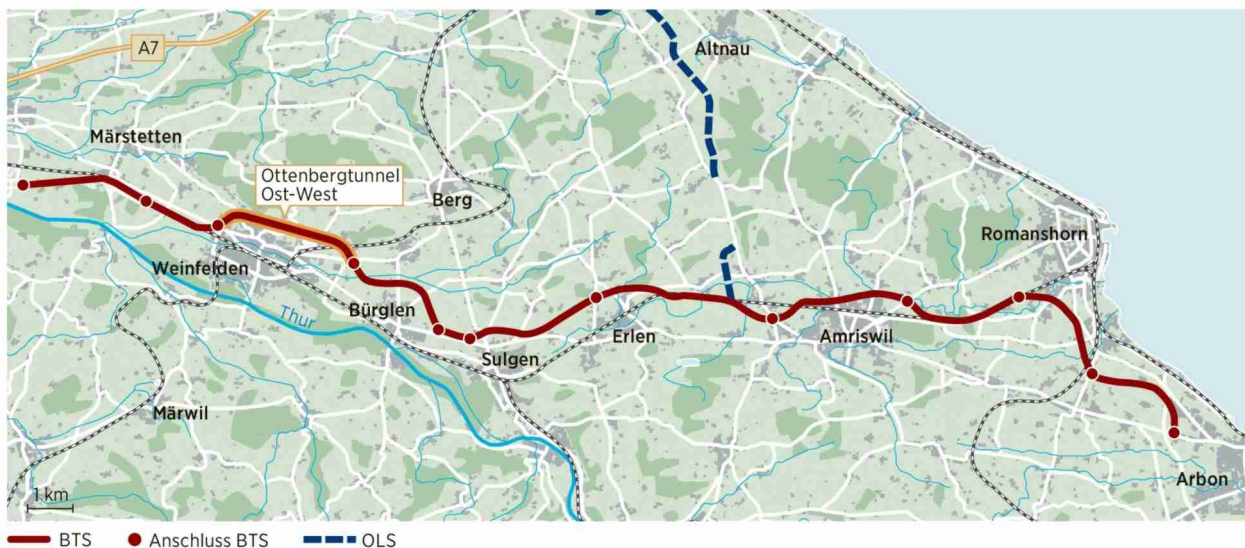 A7
Altnau
Märstetten
Ottenbergtunnel
Ost-West
Berg
Romanshorn
Weinfelden
Bürglen
Thur
Erlen
Amriswil
Sulgen
Märwil
Arbon
1 km
BTS
Anschluss BTS
OLS